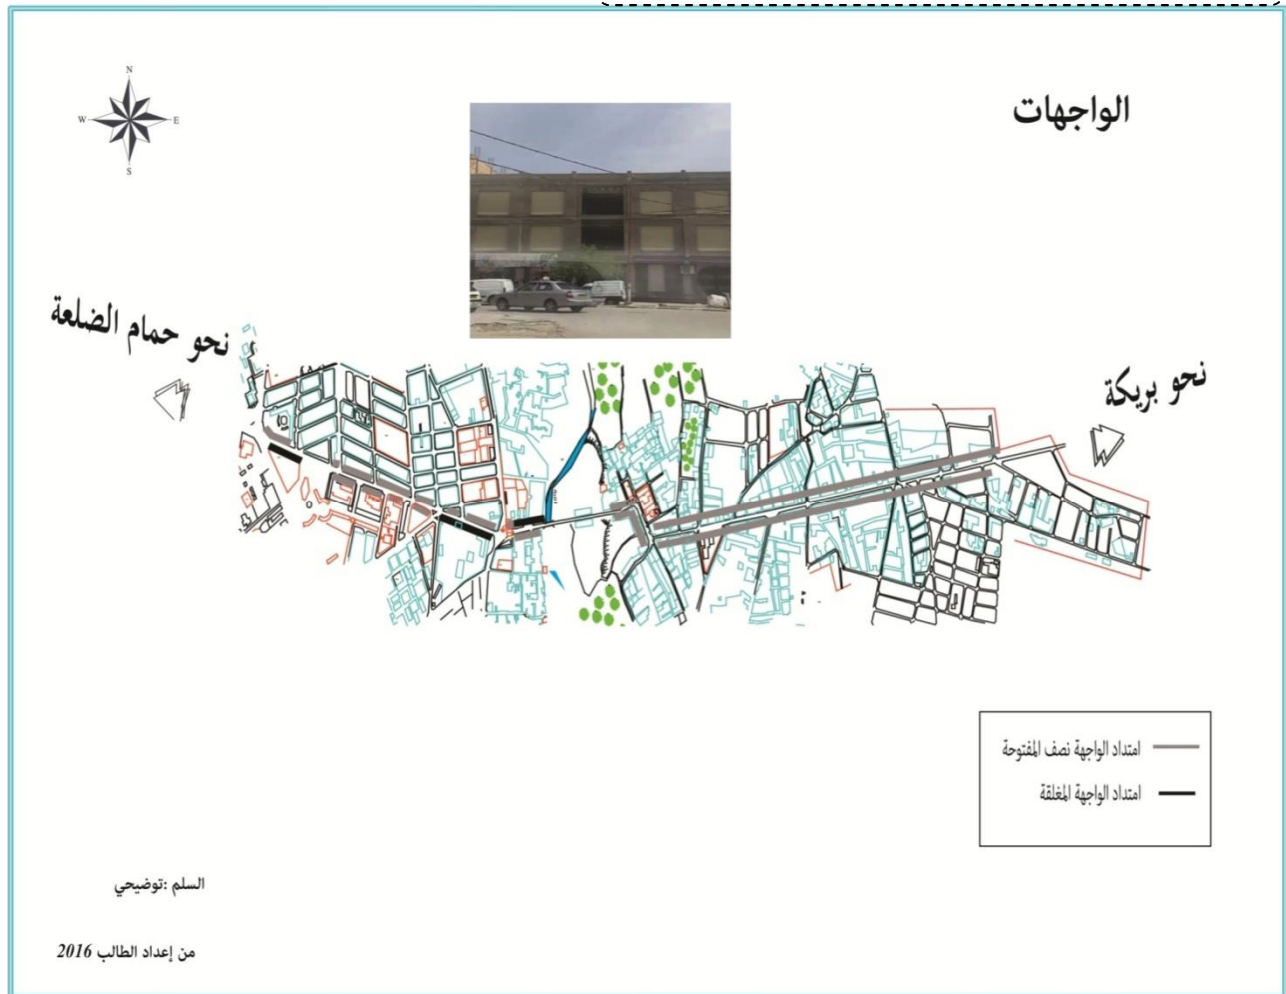 الواجهات
N
W
E
S
نحو حمام الضلعة
نحو بريكة
امتداد الواجهة نصف المفتوحة
امتداد الواجهة المغلقة
السلم :توضيحي
من إعداد الطالب 2016